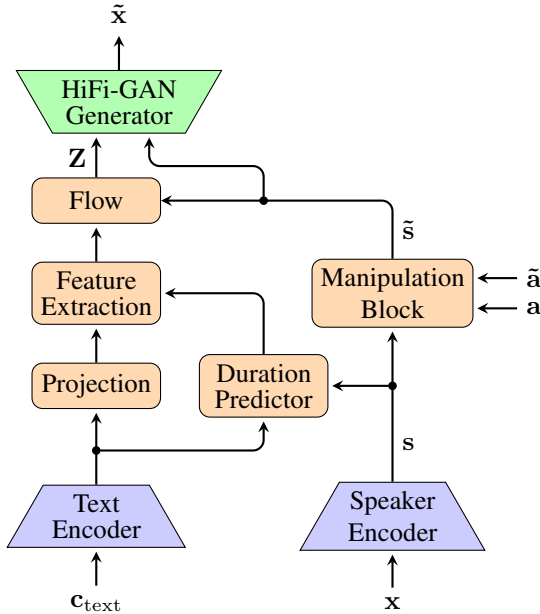 x̃
HiFi-GAN
Generator
Z
Flow
s̃
Feature
Extraction
Manipulation
Block
ã
a
Projection
Duration
Predictor
s
Text
Encoder
Speaker
Encoder
c_text
x